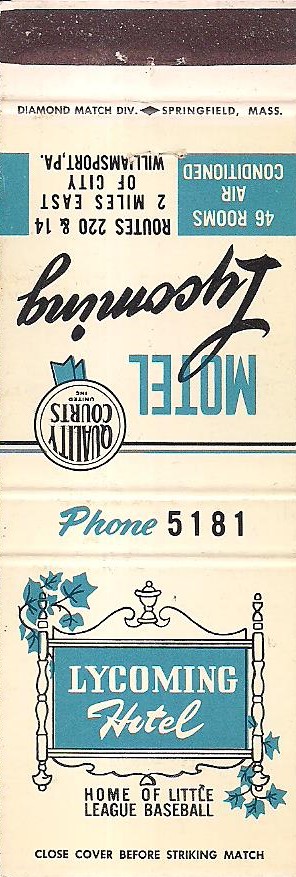 DIAMOND MATCH DIV. SPRINGFIELD, MASS.
MOTEL
Lycoming
46 ROOMS
AIR
CONDITIONED
ROUTES 220 & 14
2 MILES EAST
OF CITY
WILLIAMSPORT, PA.
QUALITY
COURTS
UNITED
INC
Phone 5181
LYCOMING
Hotel
HOME OF LITTLE
LEAGUE BASEBALL
CLOSE COVER BEFORE STRIKING MATCH